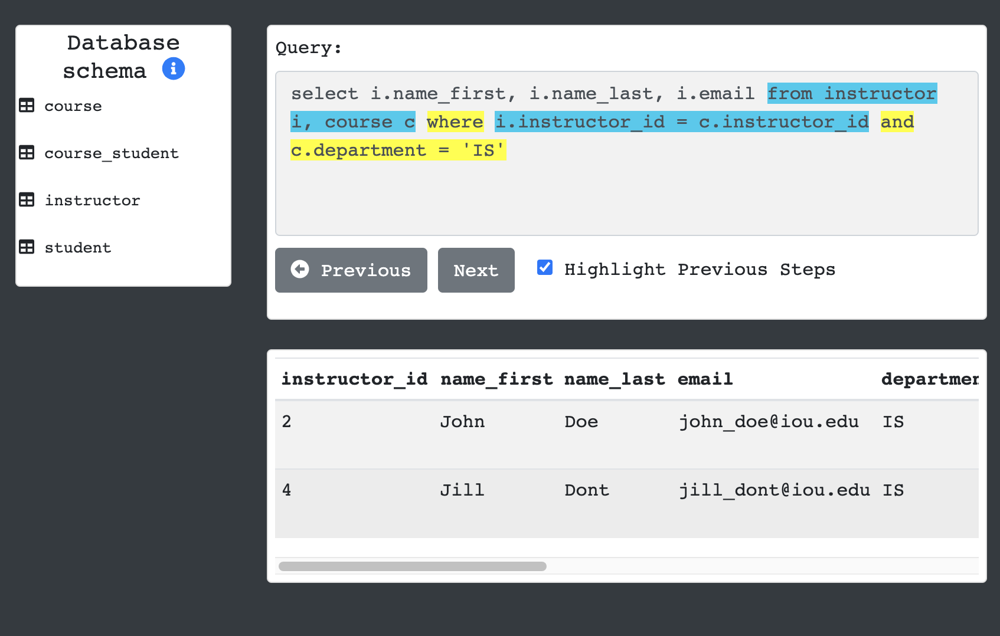 Database
schema
course
course_student
instructor
student
Query:
select i.name_first, i.name_last, i.email from instructor
i, course c where i.instructor_id = c.instructor_id and
c.department = 'IS'
Previous Next Highlight Previous Steps
instructor_id name_first name_last email departmen
2 John Doe john_doe@iou.edu IS
4 Jill Dont jill_dont@iou.edu IS